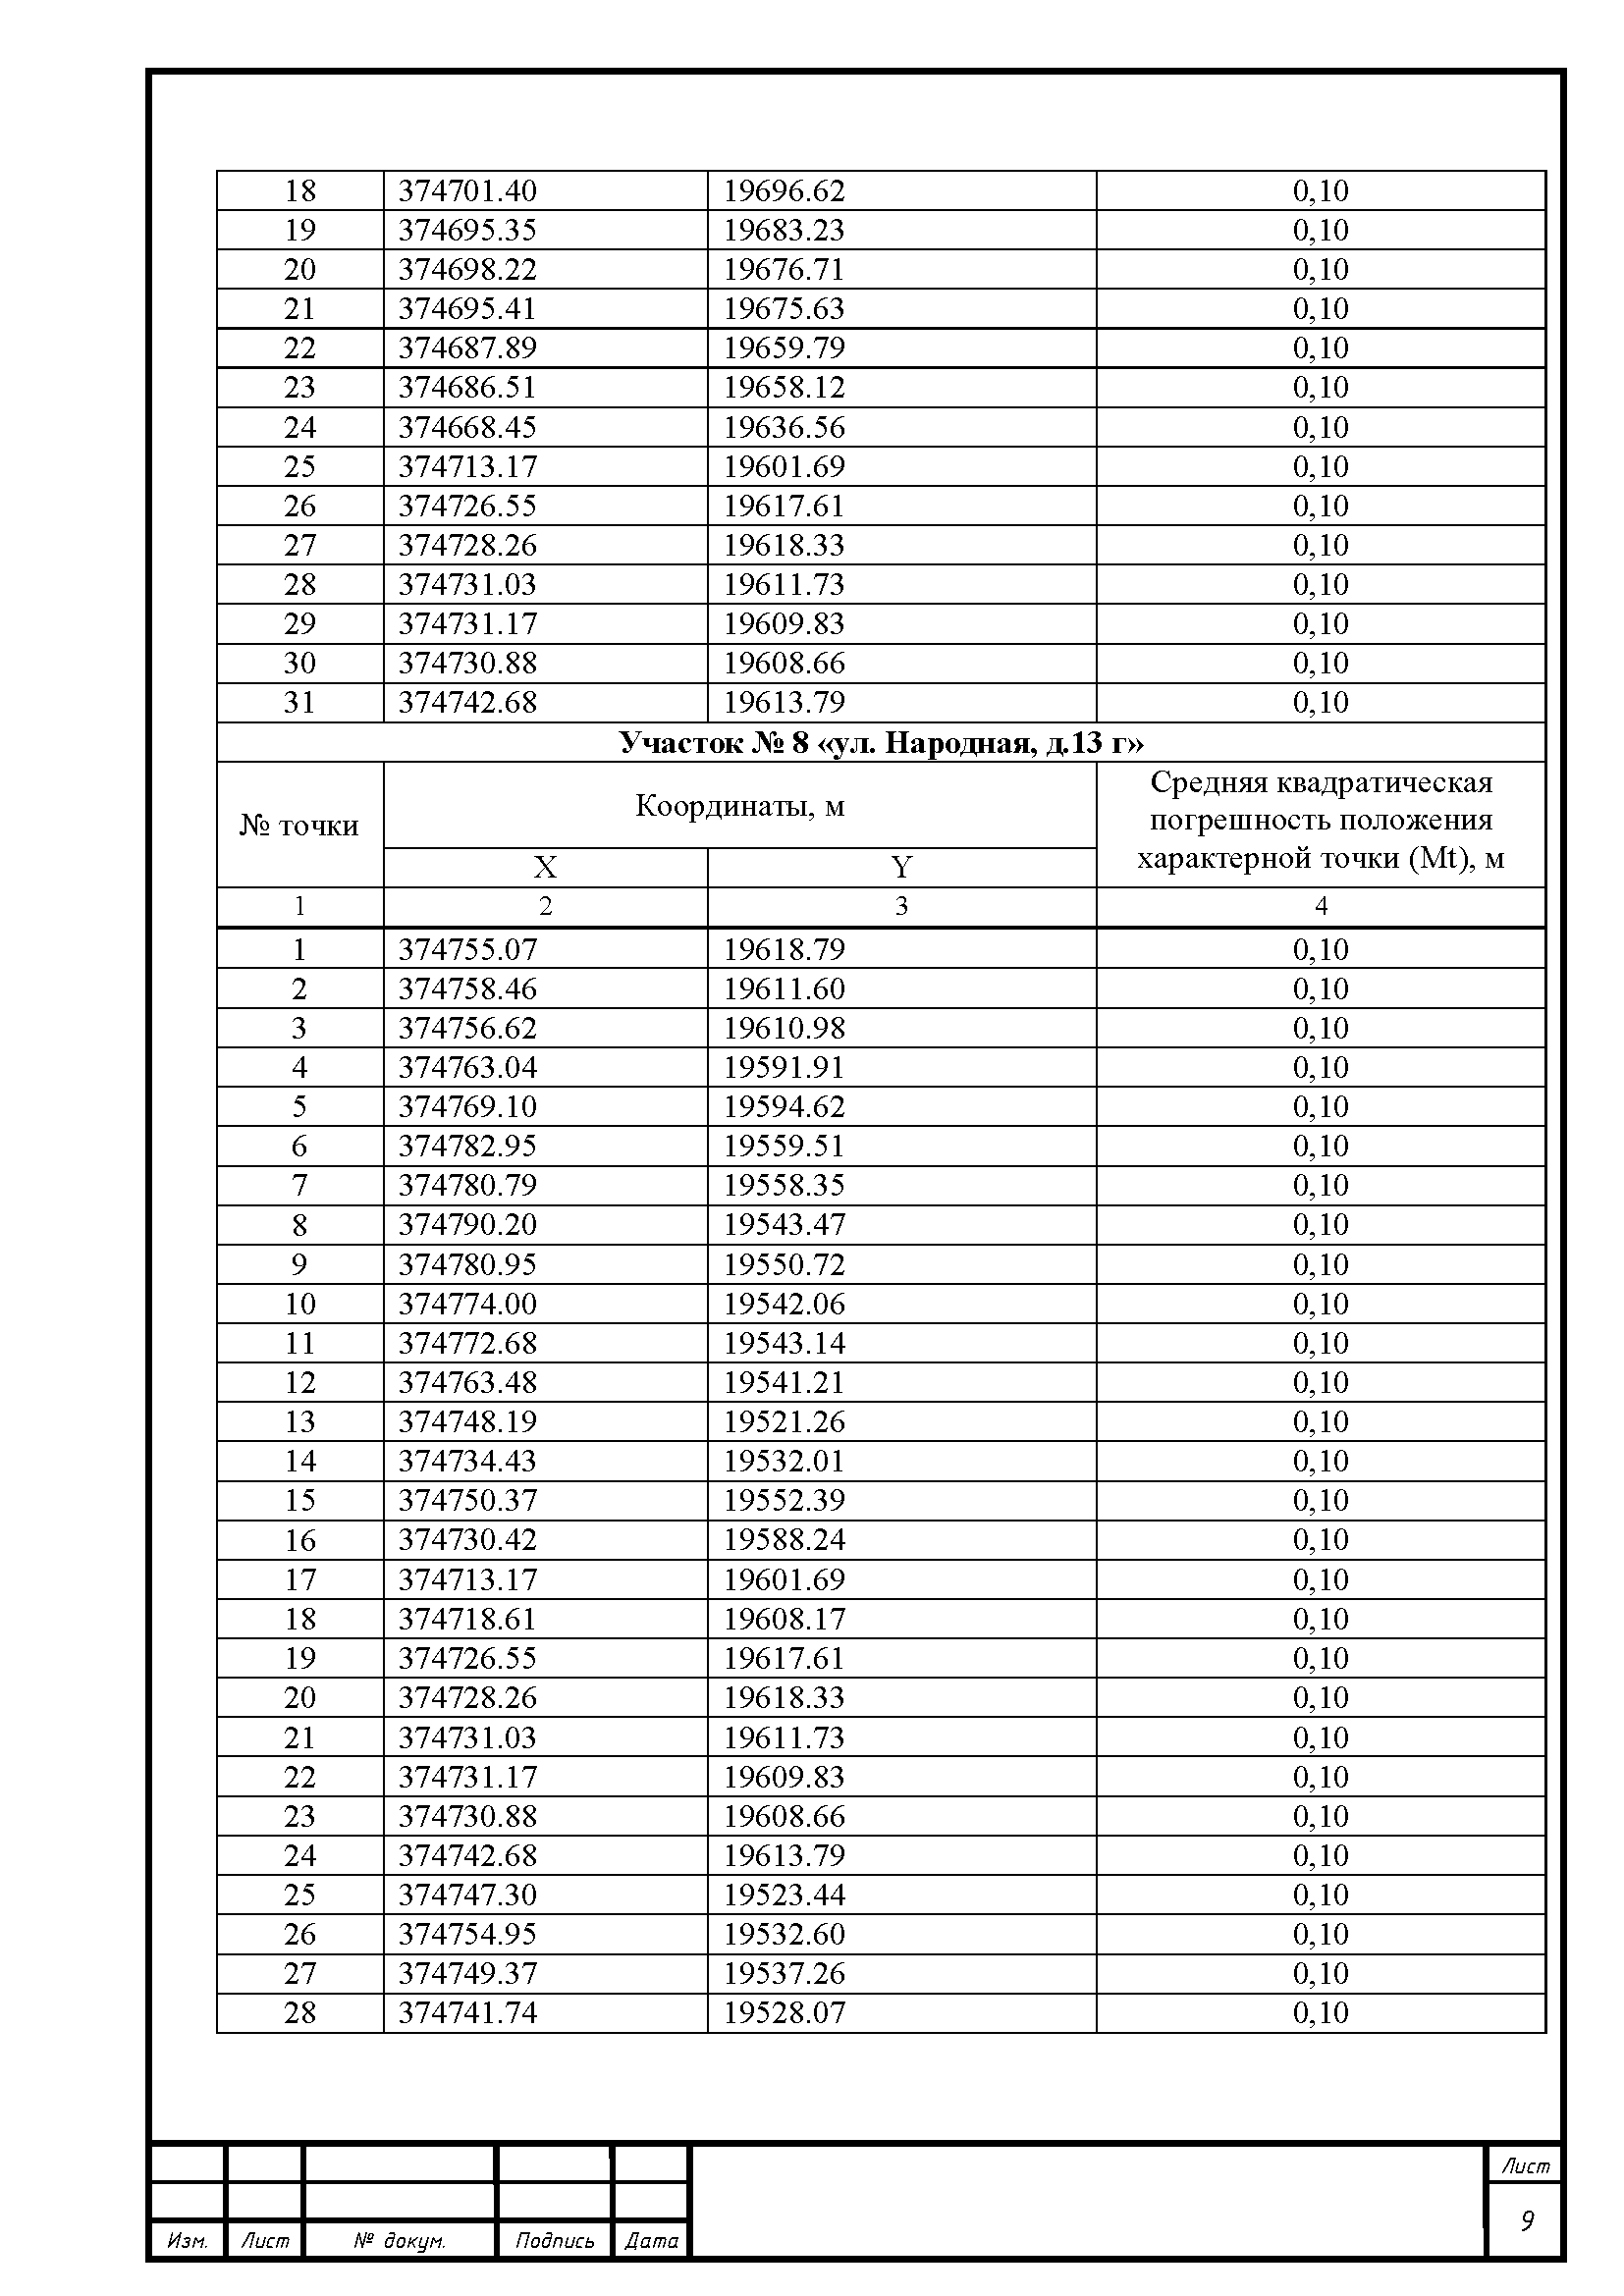 18 374701.40 19696.62 0,10
19 374695.35 19683.23 0,10
20 374698.22 19676.71 0,10
21 374695.41 19675.63 0,10
22 374687.89 19659.79 0,10
23 374686.51 19658.12 0,10
24 374668.45 19636.56 0,10
25 374713.17 19601.69 0,10
26 374726.55 19617.61 0,10
27 374728.26 19618.33 0,10
28 374731.03 19611.73 0,10
29 374731.17 19609.83 0,10
30 374730.88 19608.66 0,10
31 374742.68 19613.79 0,10
Участок № 8 «ул. Народная, д.13 г»
№ точки
Координаты, м
Средняя квадратическая
погрешность положения
характерной точки (Mt), м
X Y
1 2 3 4
1 374755.07 19618.79 0,10
2 374758.46 19611.60 0,10
3 374756.62 19610.98 0,10
4 374763.04 19591.91 0,10
5 374769.10 19594.62 0,10
6 374782.95 19559.51 0,10
7 374780.79 19558.35 0,10
8 374790.20 19543.47 0,10
9 374780.95 19550.72 0,10
10 374774.00 19542.06 0,10
11 374772.68 19543.14 0,10
12 374763.48 19541.21 0,10
13 374748.19 19521.26 0,10
14 374734.43 19532.01 0,10
15 374750.37 19552.39 0,10
16 374730.42 19588.24 0,10
17 374713.17 19601.69 0,10
18 374718.61 19608.17 0,10
19 374726.55 19617.61 0,10
20 374728.26 19618.33 0,10
21 374731.03 19611.73 0,10
22 374731.17 19609.83 0,10
23 374730.88 19608.66 0,10
24 374742.68 19613.79 0,10
25 374747.30 19523.44 0,10
26 374754.95 19532.60 0,10
27 374749.37 19537.26 0,10
28 374741.74 19528.07 0,10
Лист
9
Изм. Лист № докум. Подпись Дата